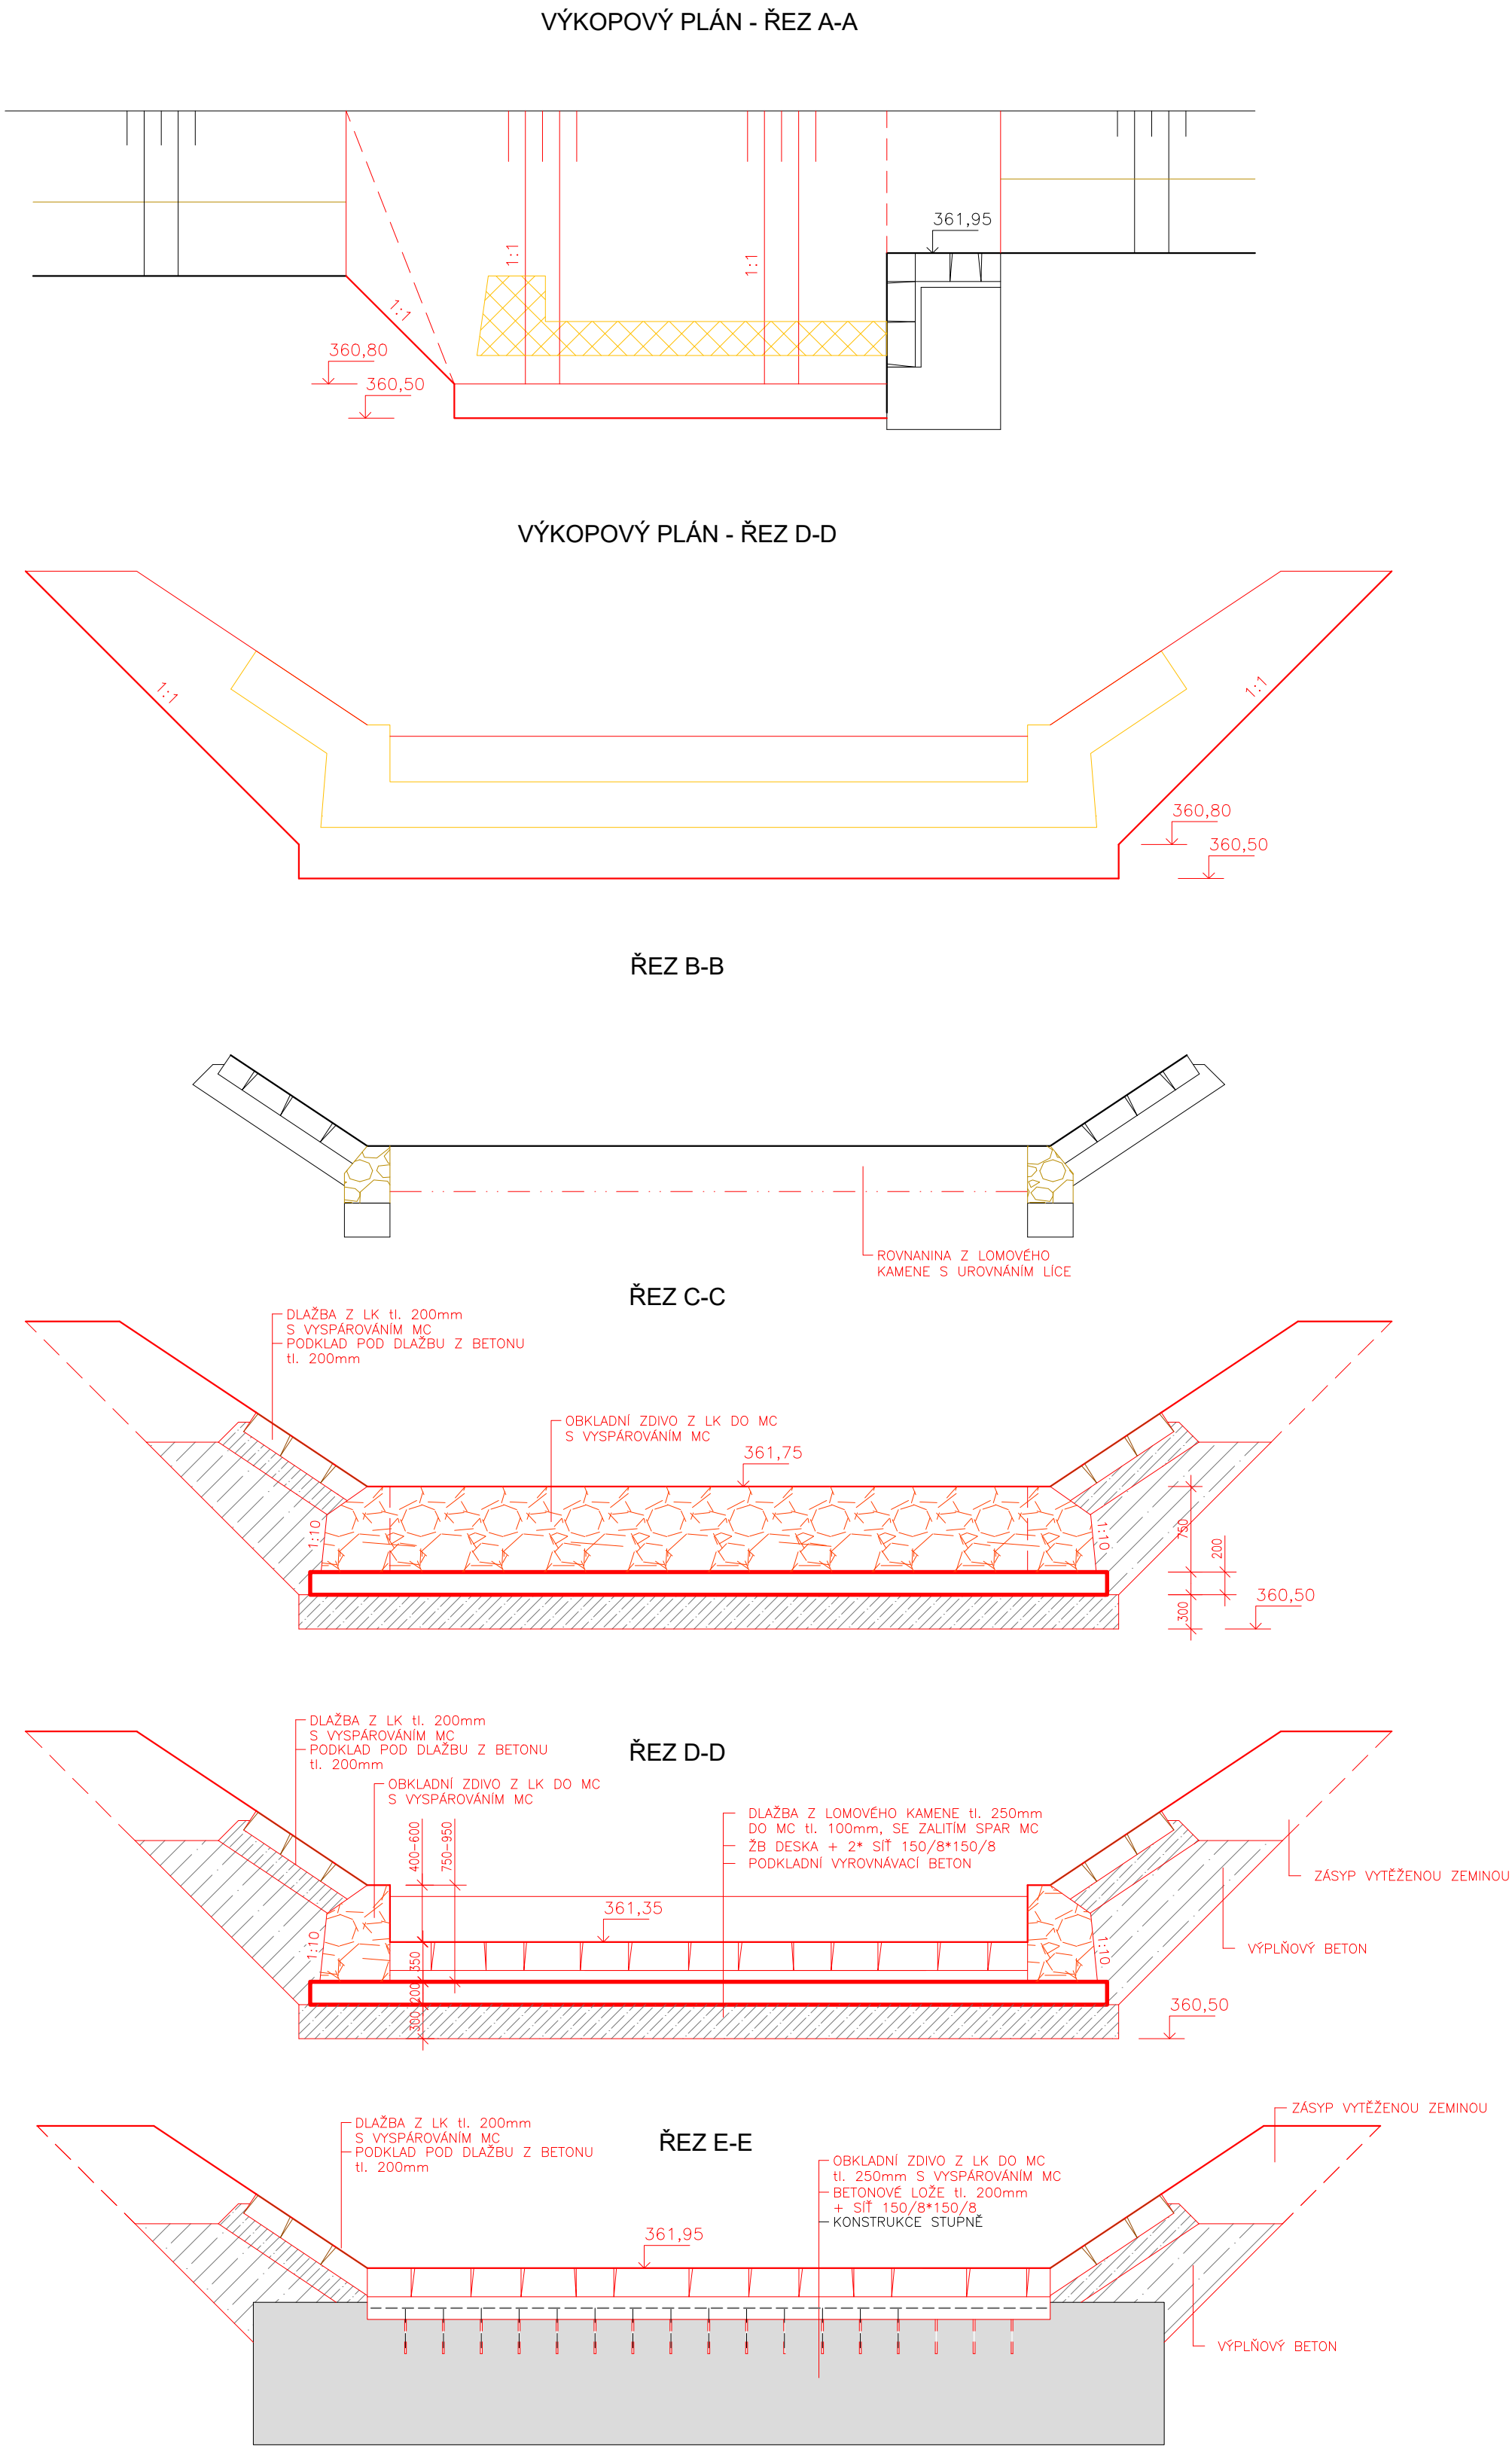 VÝKOPOVÝ PLÁN - ŘEZ A-A
361,95
1:1
1:1
1:1
360,80
360,50
VÝKOPOVÝ PLÁN - ŘEZ D-D
1:1
1:1
360,80
360,50
ŘEZ B-B
ROVNANINA Z LOMOVÉHO
KAMENE S UROVNÁNÍM LÍCE
ŘEZ C-C
DLAŽBA Z LK tl. 200mm
S VYSPÁROVÁNÍM MC
PODKLAD POD DLAŽBU Z BETONU
tl. 200mm
OBKLADNÍ ZDIVO Z LK DO MC
S VYSPÁROVÁNÍM MC
361,75
1:10
1:10
750
200
300
360,50
ŘEZ D-D
DLAŽBA Z LK tl. 200mm
S VYSPÁROVÁNÍM MC
PODKLAD POD DLAŽBU Z BETONU
tl. 200mm
OBKLADNÍ ZDIVO Z LK DO MC
S VYSPÁROVÁNÍM MC
400-600
750-950
DLAŽBA Z LOMOVÉHO KAMENE tl. 250mm
DO MC tl. 100mm, SE ZALITÍM SPAR MC
ŽB DESKA + 2* SÍŤ 150/8*150/8
PODKLADNÍ VYROVNÁVACÍ BETON
ZÁSYP VYTĚŽENOU ZEMINOU
361,35
1:10
1:10
VÝPLŇOVÝ BETON
350
200
300
360,50
ŘEZ E-E
DLAŽBA Z LK tl. 200mm
S VYSPÁROVÁNÍM MC
PODKLAD POD DLAŽBU Z BETONU
tl. 200mm
ZÁSYP VYTĚŽENOU ZEMINOU
OBKLADNÍ ZDIVO Z LK DO MC
tl. 250mm S VYSPÁROVÁNÍM MC
BETONOVÉ LOŽE tl. 200mm
+ SÍŤ 150/8*150/8
KONSTRUKCE STUPNĚ
361,95
VÝPLŇOVÝ BETON